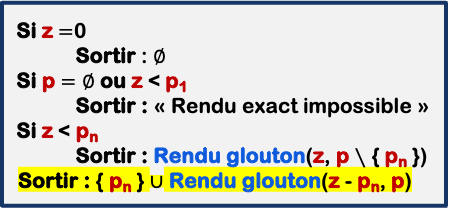 Si z =0
Sortir : ∅
Si p = ∅ ou z < p₁
Sortir : « Rendu exact impossible »
Si z < pₙ
Sortir : Rendu glouton(z, p \ { pₙ })
Sortir : { pₙ } ∪ Rendu glouton(z - pₙ, p)